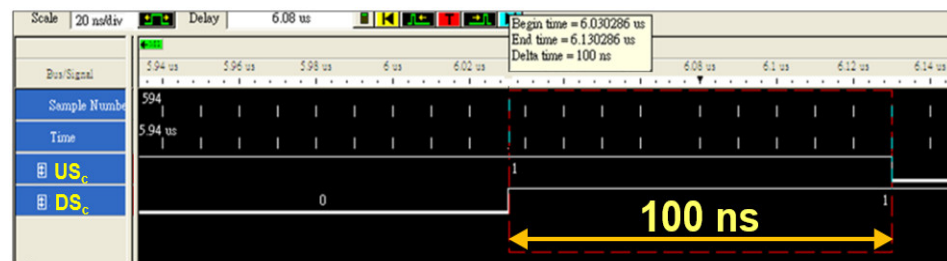 Scale 20 ns/div Delay 6.08 us T
Begin time = 6.030286 us
End time = 6.130286 us
Delta time = 100 ns
Bus/Signal 5.94 us 5.96 us 5.98 us 6 us 6.02 us 6.08 us 6.1 us 6.12 us 6.14 us
Sample Numbe 594
Time 5.94 us
USc 1
DSc 0 1
100 ns